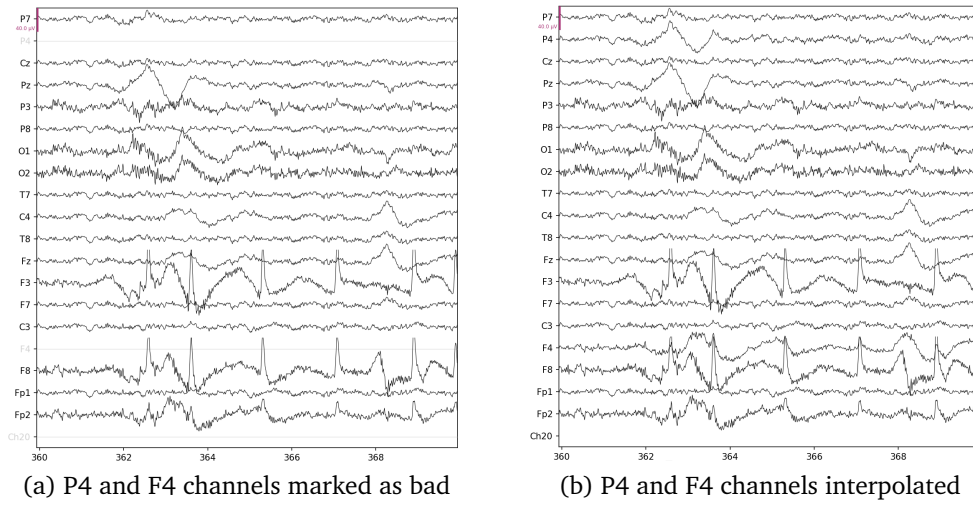 P7
40.0 µV
P4
Cz
Pz
P3
P8
O1
O2
T7
C4
T8
Fz
F3
F7
C3
F4
F8
Fp1
Fp2
Ch20
360 362 364 366 368
(a) P4 and F4 channels marked as bad
P7
40.0 µV
P4
Cz
Pz
P3
P8
O1
O2
T7
C4
T8
Fz
F3
F7
C3
F4
F8
Fp1
Fp2
Ch20
360 362 364 366 368
(b) P4 and F4 channels interpolated